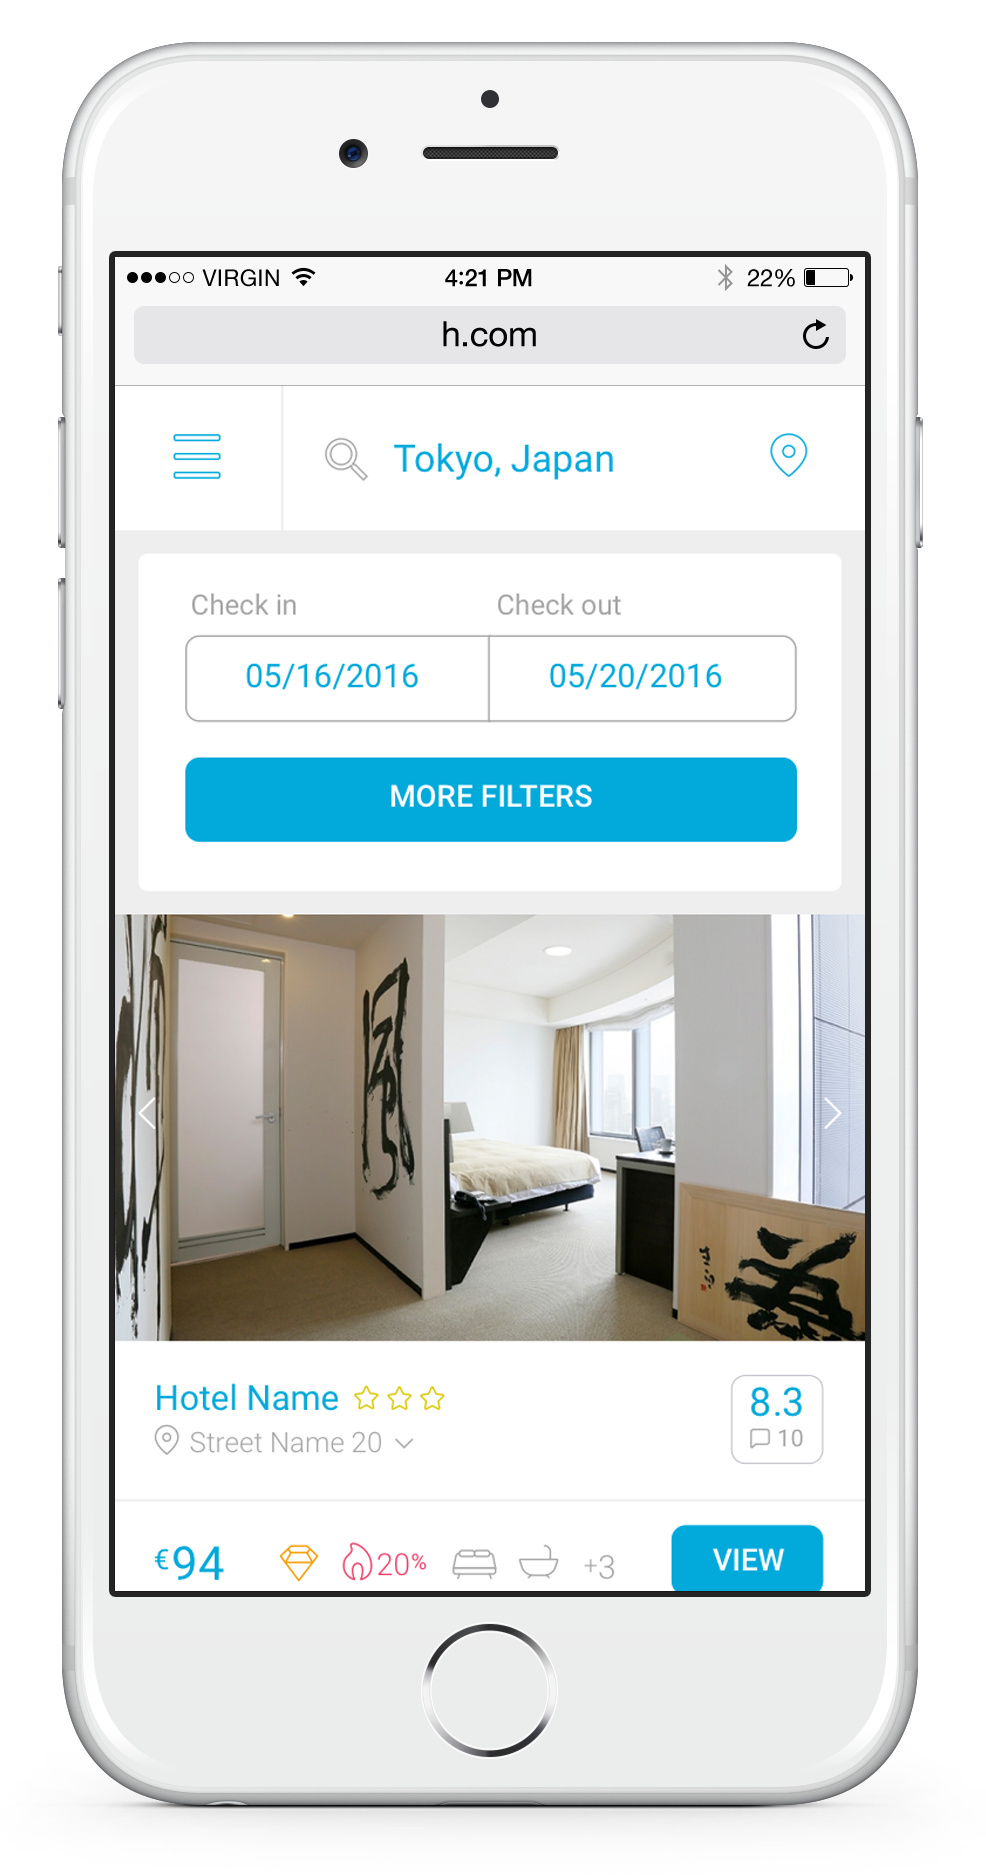 VIRGIN 4:21 PM 22%
h.com
Tokyo, Japan
Check in Check out
05/16/2016 05/20/2016
MORE FILTERS
風
Hotel Name 8.3
Street Name 20 10
€94 20% +3 VIEW